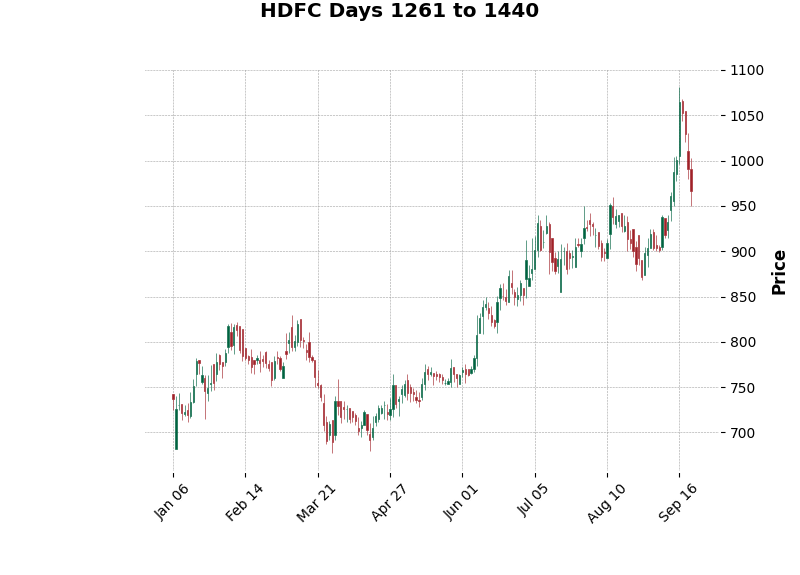 HDFC Days 1261 to 1440
1100
1050
1000
950
900
850
800
750
700
Price
Jan 06
Feb 14
Mar 21
Apr 27
Jun 01
Jul 05
Aug 10
Sep 16